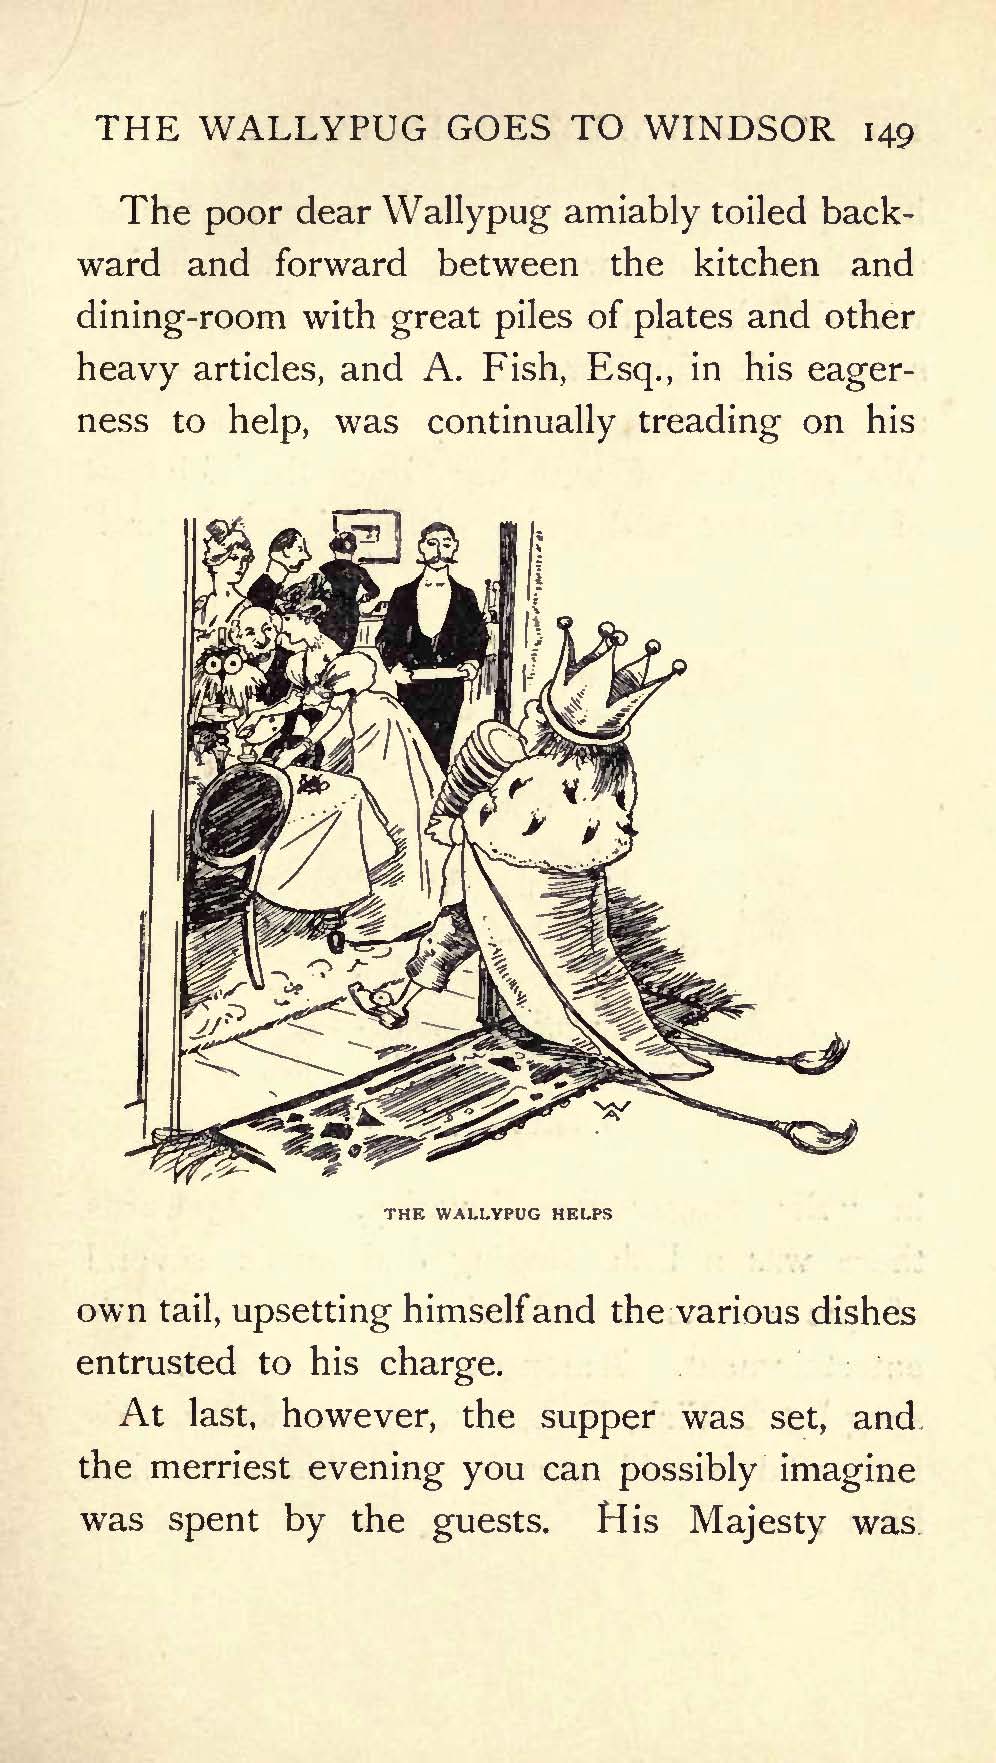 THE WALLYPUG GOES TO WINDSOR 149
The poor dear Wallypug amiably toiled back-
ward and forward between the kitchen and
dining-room with great piles of plates and other
heavy articles, and A. Fish, Esq., in his eager-
ness to help, was continually treading on his
THE WALLYPUG HELPS
own tail, upsetting himself and the various dishes
entrusted to his charge.
At last, however, the supper was set, and
the merriest evening you can possibly imagine
was spent by the guests. His Majesty was